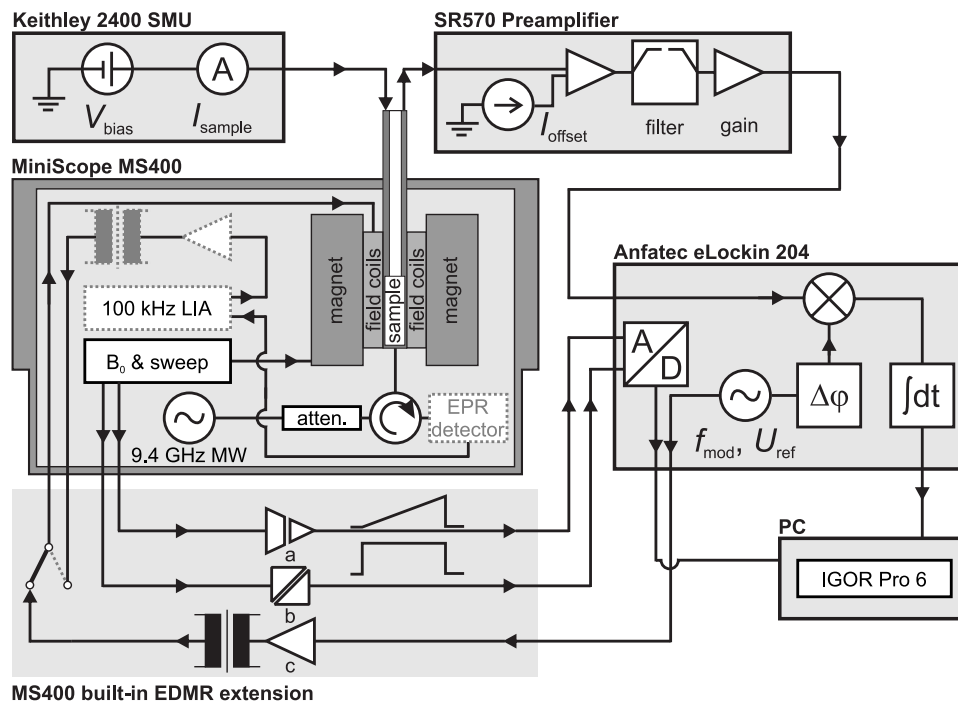 Keithley 2400 SMU
SR570 Preamplifier
A
V bias
I sample
I offset
filter
gain
MiniScope MS400
Anfatec eLockin 204
magnet
field coils
sample
field coils
magnet
100 kHz LIA
B₀ & sweep
atten.
EPR
detector
9.4 GHz MW
A
D
Δφ
∫dt
f mod, U ref
a
b
c
PC
IGOR Pro 6
MS400 built-in EDMR extension